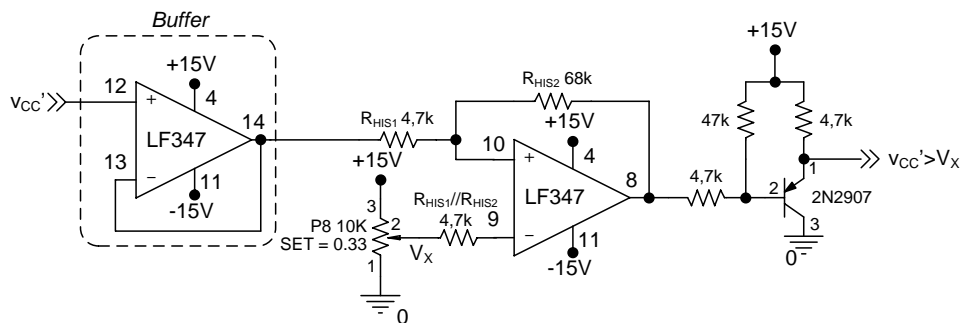 Buffer
+15V
12
4
v_CC'
+
14
LF347
13
−
11
-15V
R_HIS1 4,7k
+15V
3
P8 10K
2
SET = 0.33
V_X
1
0
R_HIS1//R_HIS2
4,7k
9
R_HIS2 68k
+15V
10
4
+
8
LF347
−
11
-15V
4,7k
+15V
47k
4,7k
v_CC'>V_X
1
2
2N2907
3
0